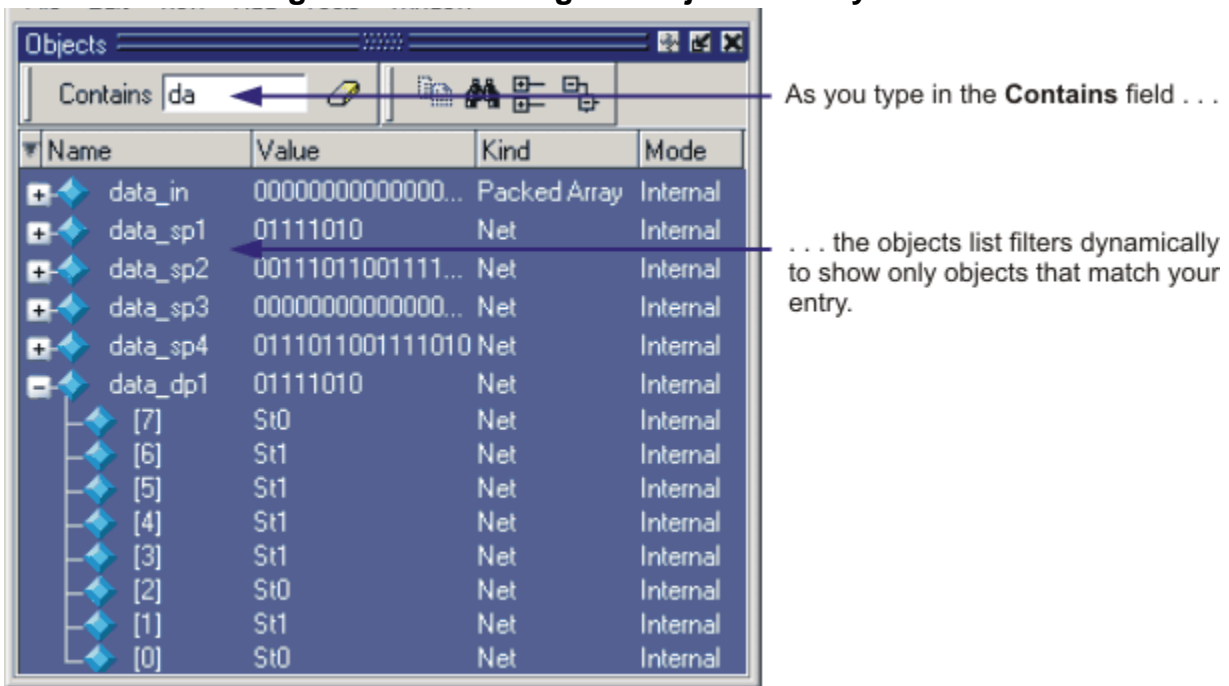 Objects
Contains da
As you type in the Contains field . . .
Name Value Kind Mode
data_in 00000000000000... Packed Array Internal
data_sp1 01111010 Net Internal
. . . the objects list filters dynamically
to show only objects that match your
entry.
data_sp2 00111011001111... Net Internal
data_sp3 00000000000000... Net Internal
data_sp4 0111011001111010 Net Internal
data_dp1 01111010 Net Internal
[7] St0 Net Internal
[6] St1 Net Internal
[5] St1 Net Internal
[4] St1 Net Internal
[3] St1 Net Internal
[2] St0 Net Internal
[1] St1 Net Internal
[0] St0 Net Internal